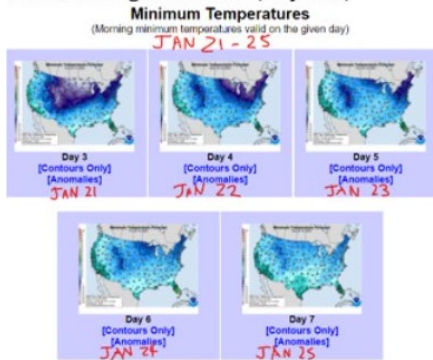 Minimum Temperatures
(Morning minimum temperatures valid on the given day)
JAN 21 - 25
Day 3
[Contours Only]
[Anomalies]
JAN 21
Day 4
[Contours Only]
[Anomalies]
JAN 22
Day 5
[Contours Only]
[Anomalies]
JAN 23
Day 6
[Contours Only]
[Anomalies]
JAN 24
Day 7
[Contours Only]
[Anomalies]
JAN 25